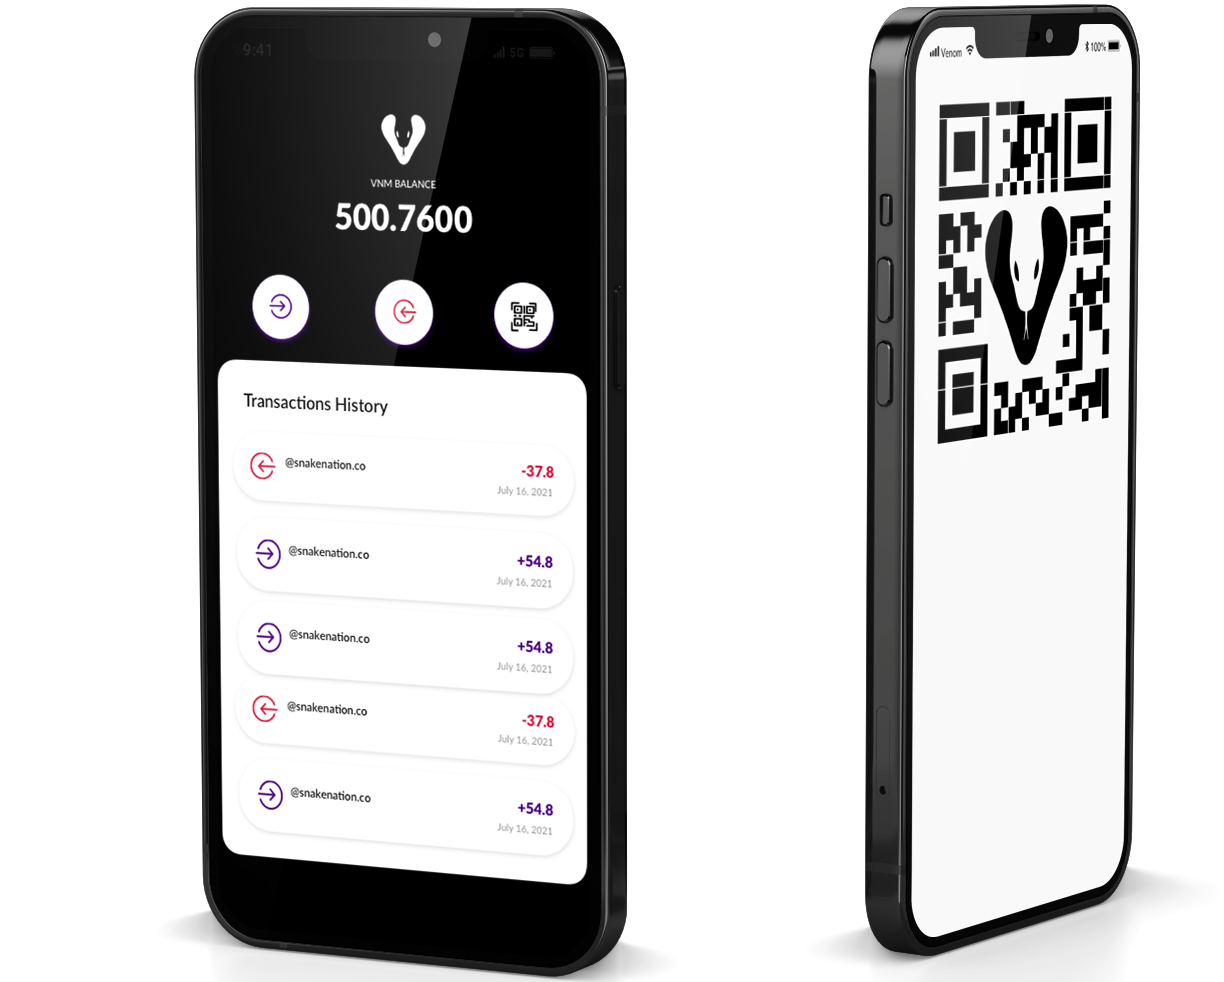 9:41
5G
VNM BALANCE
500.7600
Transactions History
@snakenation.co
-37.8
July 16, 2021
@snakenation.co
+54.8
July 16, 2021
@snakenation.co
+54.8
July 16, 2021
@snakenation.co
-37.8
July 16, 2021
@snakenation.co
+54.8
July 16, 2021
Venom
100%